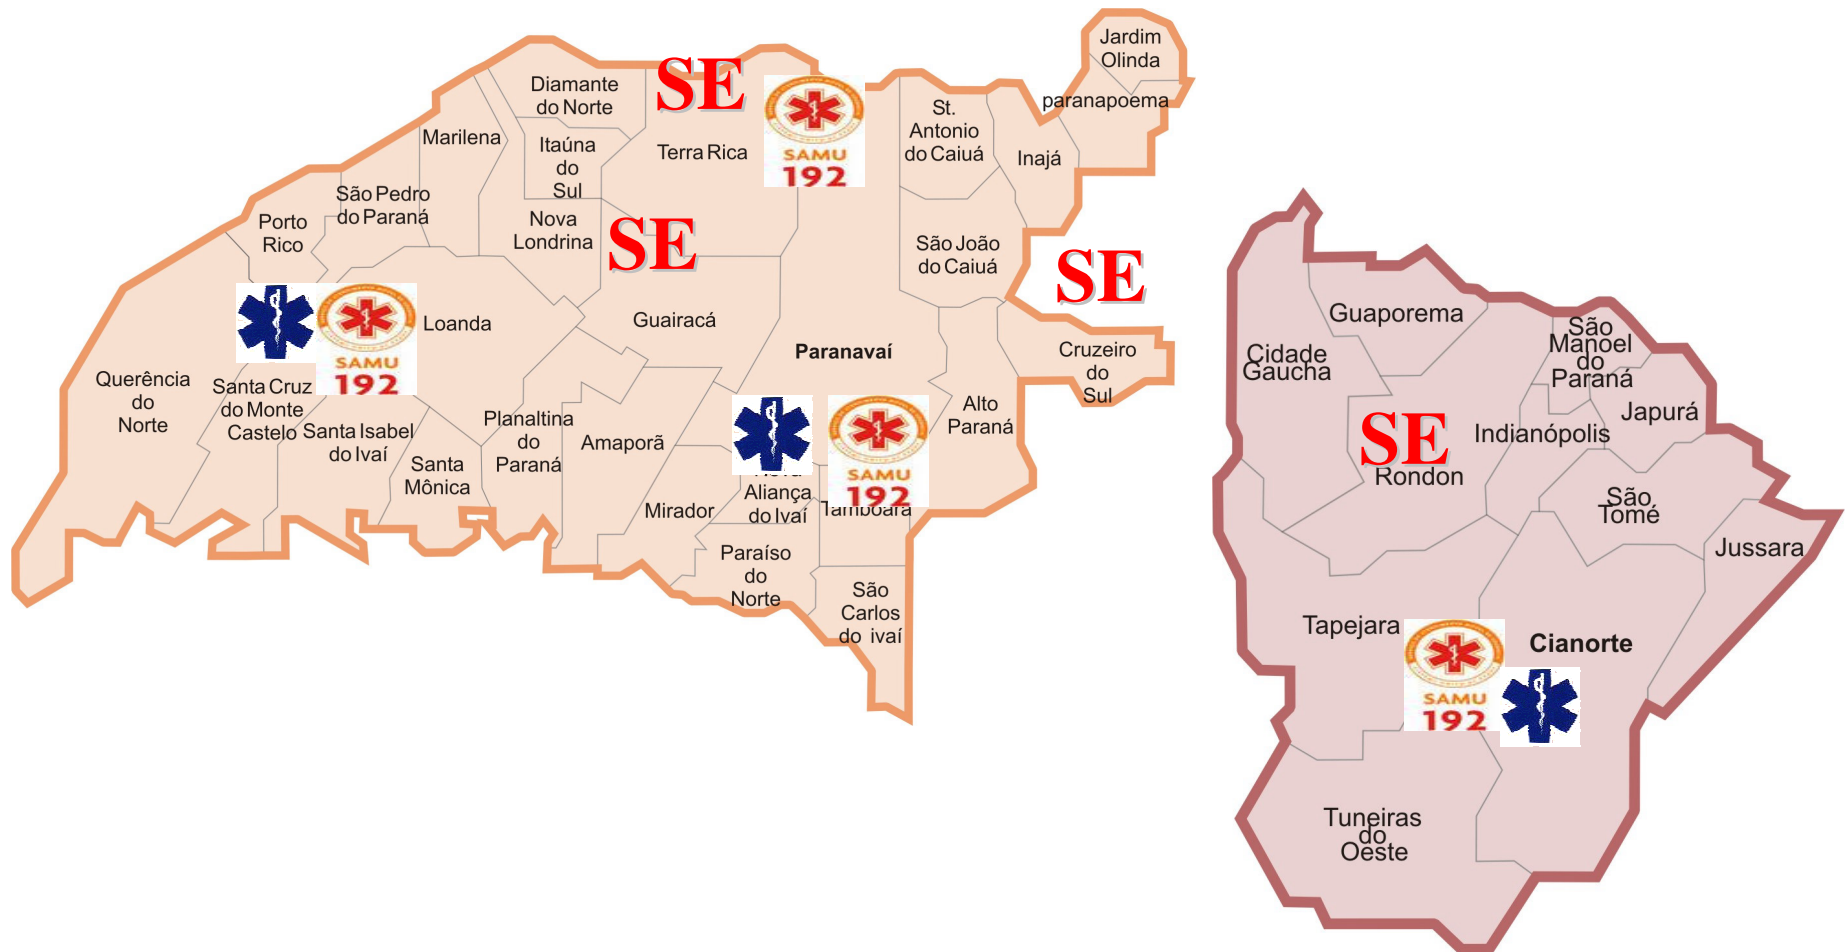 Jardim
Olinda
paranapoema
Diamante
do Norte
SE
SAMU
192
St.
Antonio
do Caiuá
Inajá
Marilena
Itaúna
do
Sul
Terra Rica
São Pedro
do Paraná
Porto
Rico
Nova
Londrina
SE
São João
do Caiuá
SE
Loanda
SAMU
192
Guairacá
Paranavaí
Cruzeiro
do
Sul
Querência
do
Norte
Santa Cruz
do Monte
Castelo
Santa Isabel
do Ivaí
Santa
Mônica
Planaltina
do
Paraná
Amaporã
Alto
Paraná
SAMU
192
Mirador
Aliança
do Ivaí
Tamboara
Paraíso
do
Norte
São
Carlos
do ivaí
Guaporema
Cidade
Gaucha
São
Manoel
do
Paraná
Japurá
Indianópolis
SE
Rondon
São
Tomé
Jussara
Tapejara
Cianorte
SAMU
192
Tuneiras
do
Oeste